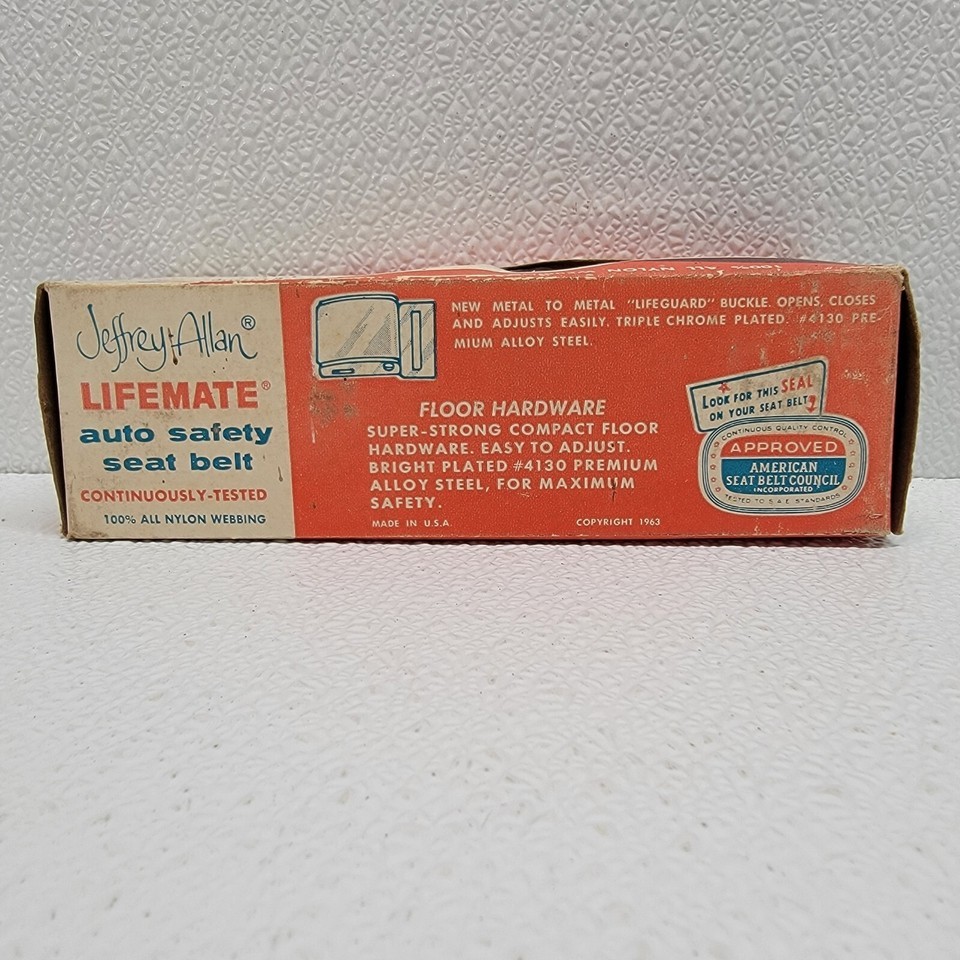 100% ALL NYLON
Jeffrey Allan®
LIFEMATE®
auto safety
seat belt
CONTINUOUSLY-TESTED
100% ALL NYLON WEBBING
NEW METAL TO METAL "LIFEGUARD" BUCKLE. OPENS, CLOSES
AND ADJUSTS EASILY. TRIPLE CHROME PLATED. #4130 PRE-
MIUM ALLOY STEEL.
FLOOR HARDWARE
SUPER-STRONG COMPACT FLOOR
HARDWARE. EASY TO ADJUST.
BRIGHT PLATED #4130 PREMIUM
ALLOY STEEL, FOR MAXIMUM
SAFETY.
MADE IN U.S.A. COPYRIGHT 1963
LOOK FOR THIS SEAL
ON YOUR SEAT BELT
CONTINUOUS QUALITY CONTROL
APPROVED
AMERICAN
SEAT BELT COUNCIL
INCORPORATED
TESTED TO S.A.E. STANDARDS